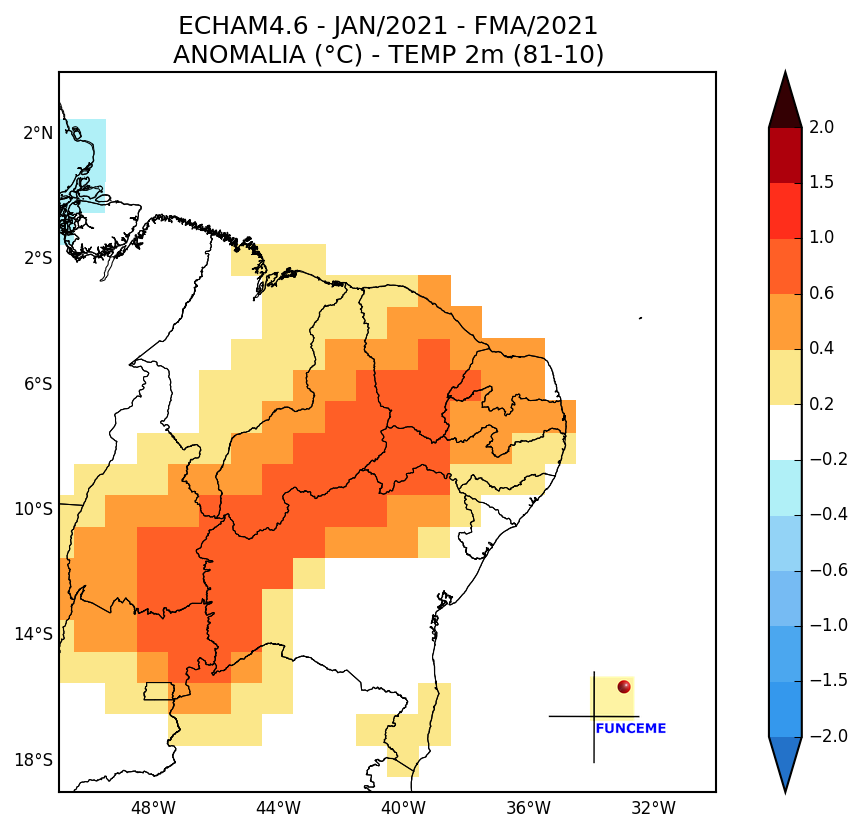 ECHAM4.6 - JAN/2021 - FMA/2021
ANOMALIA (°C) - TEMP 2m (81-10)
2°N
2°S
6°S
10°S
14°S
18°S
48°W 44°W 40°W 36°W 32°W
2.0
1.5
1.0
0.6
0.4
0.2
−0.2
−0.4
−0.6
−1.0
−1.5
−2.0
FUNCEME